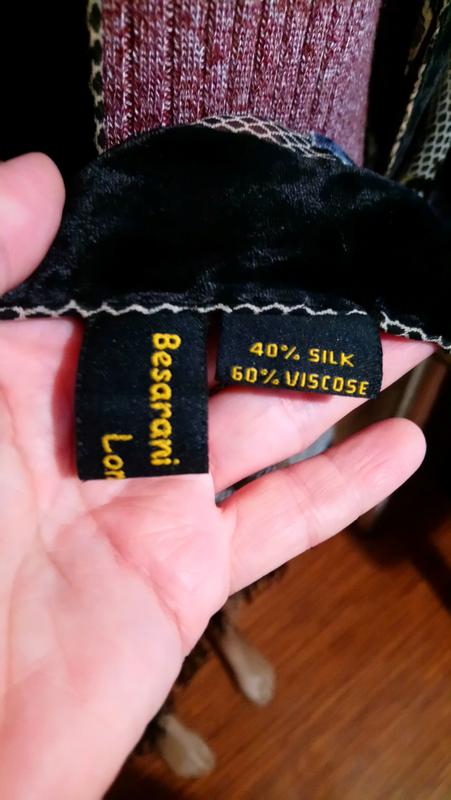 Besarani
Lon
40% SILK
60% VISCOSE